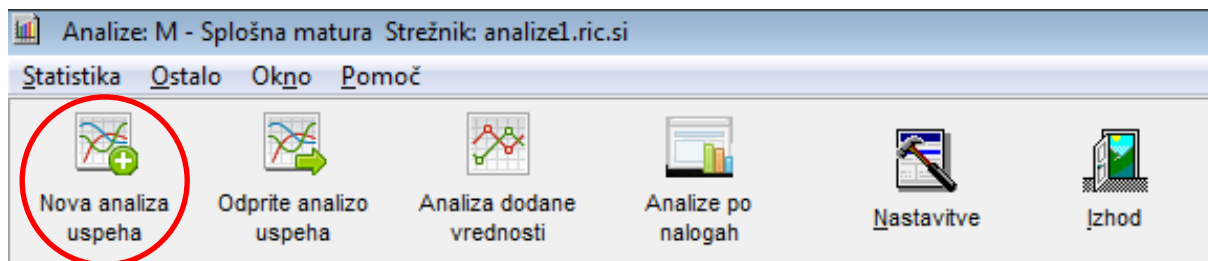 Analize: M - Splošna matura Strežnik: analize1.ric.si
Statistika Ostalo Okno Pomoč
Nova analiza
uspeha
Odprite analizo
uspeha
Analiza dodane
vrednosti
Analize po
nalogah
Nastavitve
Izhod